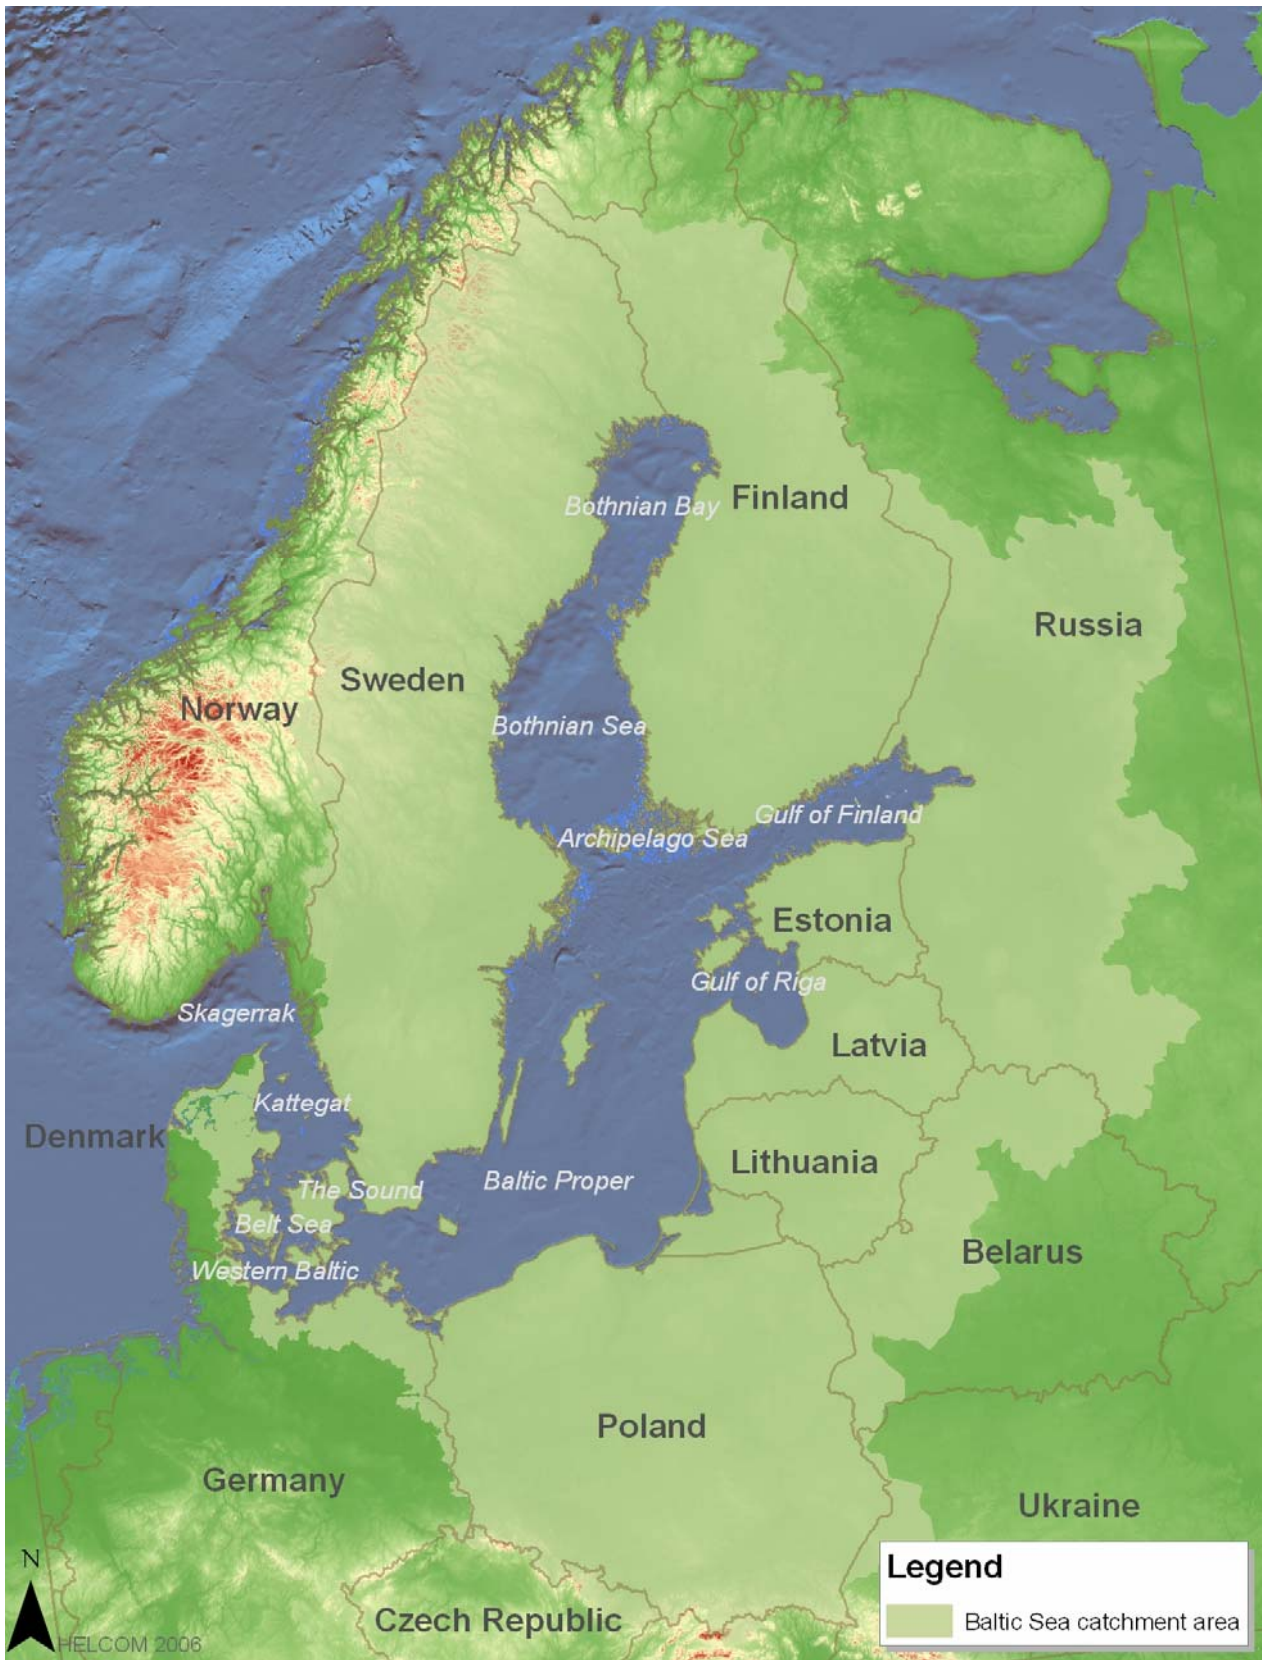 Bothnian Bay
Finland
Russia
Sweden
Norway
Bothnian Sea
Gulf of Finland
Archipelago Sea
Estonia
Gulf of Riga
Skagerrak
Latvia
Kattegat
Denmark
Lithuania
Baltic Proper
The Sound
Belt Sea
Belarus
Western Baltic
Poland
Germany
Ukraine
Legend
Baltic Sea catchment area
Czech Republic
N
HELCOM 2006